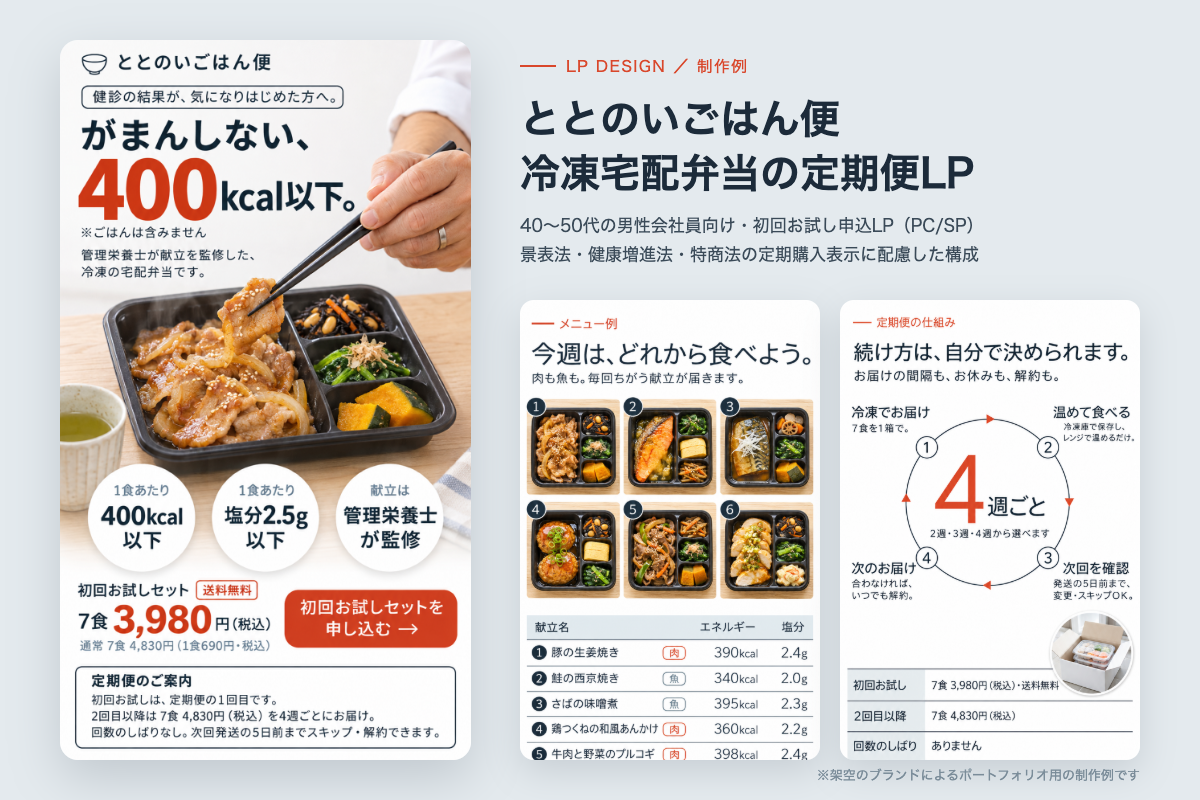 ととのいごはん便
健診の結果が、気になりはじめた方へ。
がまんしない、
400kcal以下。
※ごはんは含みません
管理栄養士が献立を監修した、
冷凍の宅配弁当です。
1食あたり
400kcal
以下
1食あたり
塩分2.5g
以下
献立は
管理栄養士
が監修
初回お試しセット 送料無料
7食 3,980円(税込)
通常 7食 4,830円(1食690円・税込)
初回お試しセットを
申し込む →
定期便のご案内
初回お試しは、定期便の1回目です。
2回目以降は 7食 4,830円(税込) を4週ごとにお届け。
回数のしばりなし。次回発送の5日前までスキップ・解約できます。
LP DESIGN ／ 制作例
ととのいごはん便
冷凍宅配弁当の定期便LP
40〜50代の男性会社員向け・初回お試し申込LP（PC/SP）
景表法・健康増進法・特商法の定期購入表示に配慮した構成
メニュー例
今週は、どれから食べよう。
肉も魚も。毎回ちがう献立が届きます。
1
2
3
4
5
6
献立名 エネルギー 塩分
1 豚の生姜焼き 肉 390kcal 2.4g
2 鮭の西京焼き 魚 340kcal 2.0g
3 さばの味噌煮 魚 395kcal 2.3g
4 鶏つくねの和風あんかけ 肉 360kcal 2.2g
5 牛肉と野菜のプルコギ 肉 398kcal 2.4g
定期便の仕組み
続け方は、自分で決められます。
お届けの間隔も、お休みも、解約も。
冷凍でお届け
7食を1箱で。
1
温めて食べる
冷凍庫で保存し、
レンジで温めるだけ。
2
4週ごと
2週・3週・4週から選べます
次のお届け
合わなければ、
いつでも解約。
4
次回を確認
発送の5日前まで、
変更・スキップOK。
3
初回お試し 7食 3,980円(税込)・送料無料
2回目以降 7食 4,830円(税込)
回数のしばり ありません
※架空のブランドによるポートフォリオ用の制作例です